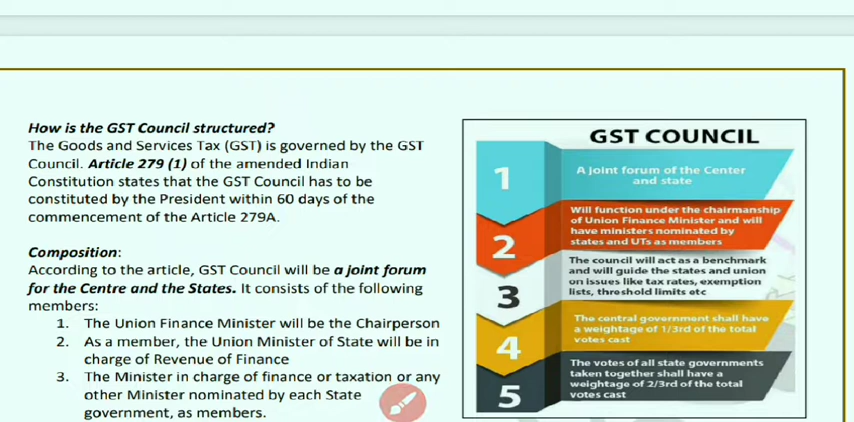 How is the GST Council structured?
The Goods and Services Tax (GST) is governed by the GST
Council. Article 279 (1) of the amended Indian
Constitution states that the GST Council has to be
constituted by the President within 60 days of the
commencement of the Article 279A.
Composition:
According to the article, GST Council will be a joint forum
for the Centre and the States. It consists of the following
members:
1. The Union Finance Minister will be the Chairperson
2. As a member, the Union Minister of State will be in
charge of Revenue of Finance
3. The Minister in charge of finance or taxation or any
other Minister nominated by each State
government, as members.
GST COUNCIL
1
A joint forum of the Center
and state
2
Will function under the chairmanship
of Union Finance Minister and will
have ministers nominated by
states and UTs as members
3
The council will act as a benchmark
and will guide the states and union
on issues like tax rates, exemption
lists, threshold limits etc
4
The central government shall have
a weightage of 1/3rd of the total
votes cast
5
The votes of all state governments
taken together shall have a
weightage of 2/3rd of the total
votes cast